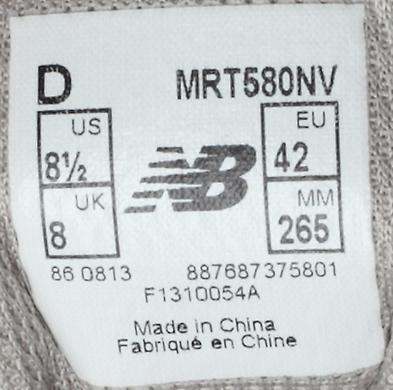 D MRT580NV
US EU
8½ 42
NB
UK MM
8 265
86 0813 887687375801
F1310054A
Made in China
Fabriqué en Chine